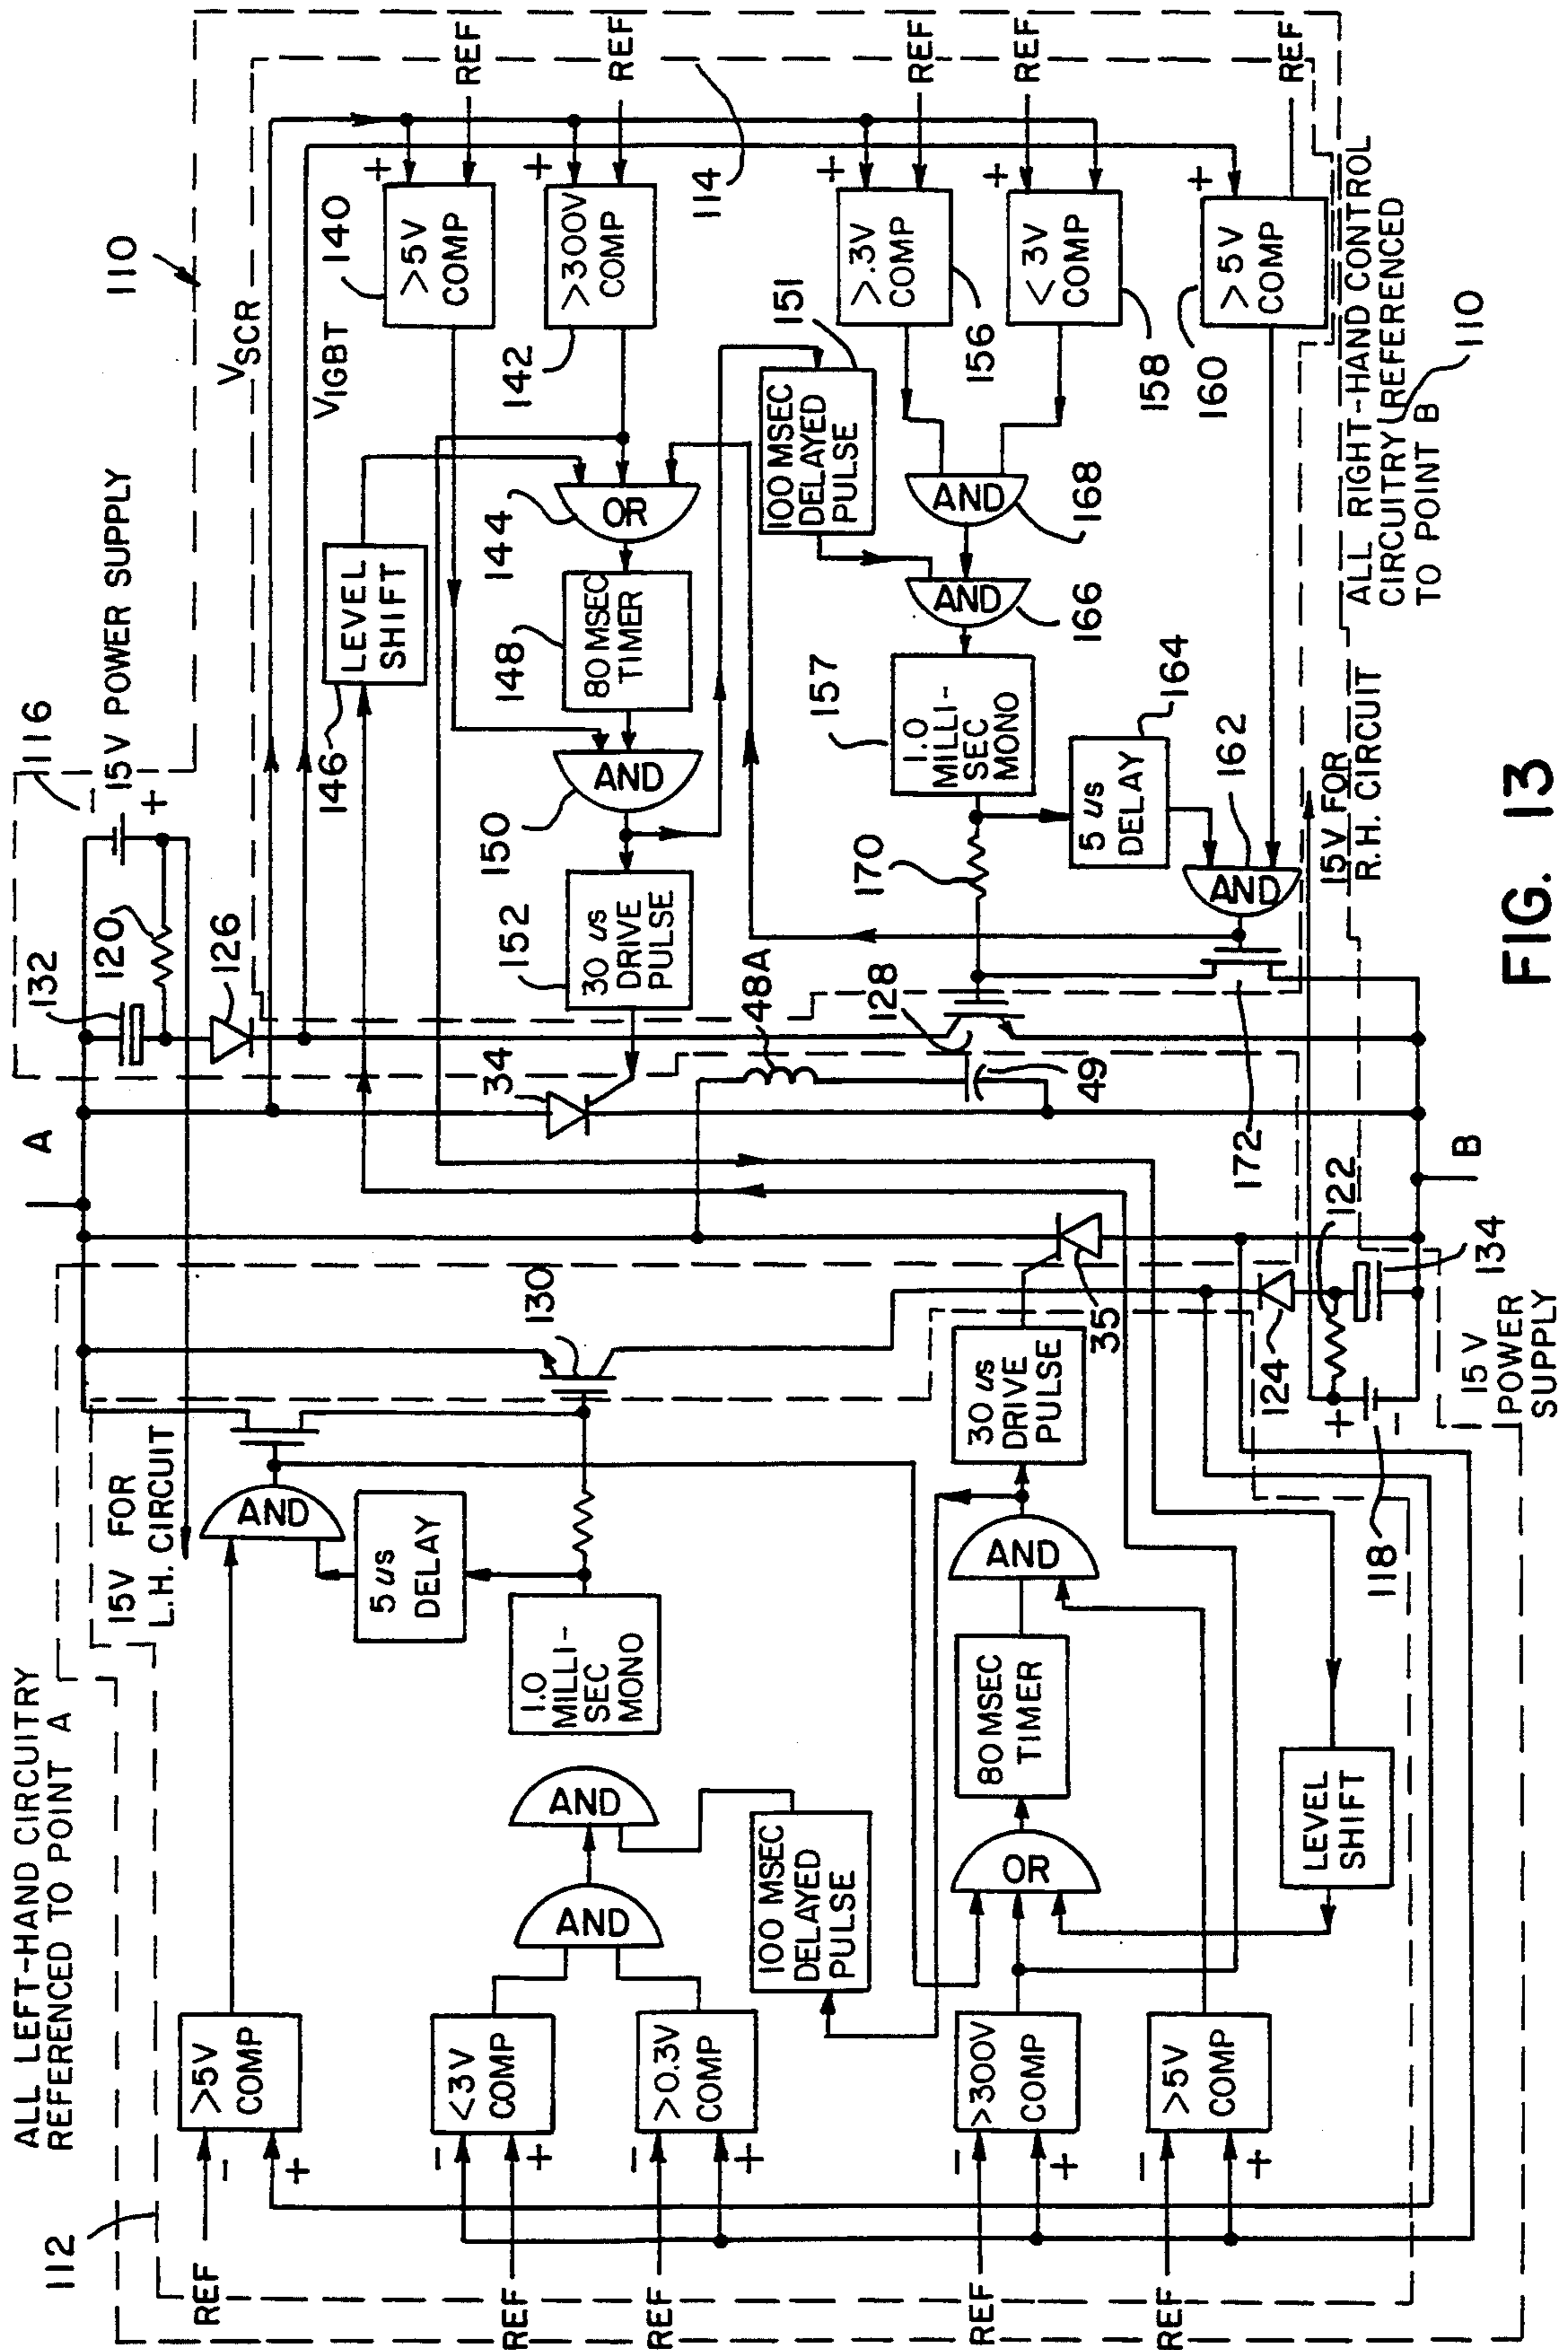 ALL LEFT-HAND CIRCUITRY
REFERENCED TO POINT A
112
15V FOR
L.H. CIRCUIT
A
116
15V POWER SUPPLY
-
+
110
132
120
126
VSCR
VIGBT
REF
-
+
>5V
COMP
AND
5 us
DELAY
1.0
MILLI-
SEC
MONO
130
REF
-
+
<3V
COMP
REF
-
+
>0.3V
COMP
AND
AND
100 MSEC
DELAYED
PULSE
REF
-
+
>300V
COMP
REF
-
+
>5V
COMP
OR
80 MSEC
TIMER
AND
30 us
DRIVE
PULSE
LEVEL
SHIFT
35
124
122
118
+
-
134
15 V
POWER
SUPPLY
B
34
48A
49
128
146
LEVEL
SHIFT
140
>5V
COMP
+
REF
142
>300V
COMP
+
REF
114
144
OR
148
80 MSEC
TIMER
150
AND
152
30 us
DRIVE
PULSE
151
100 MSEC
DELAYED
PULSE
156
>.3V
COMP
+
REF
158
<3V
COMP
+
REF
160
>5V
COMP
+
REF
AND
168
AND
166
157
1.0
MILLI-
SEC
MONO
170
164
5 us
DELAY
162
AND
172
15V FOR
R.H. CIRCUIT
ALL RIGHT-HAND CONTROL
CIRCUITRY REFERENCED
TO POINT B
110
FIG. 13